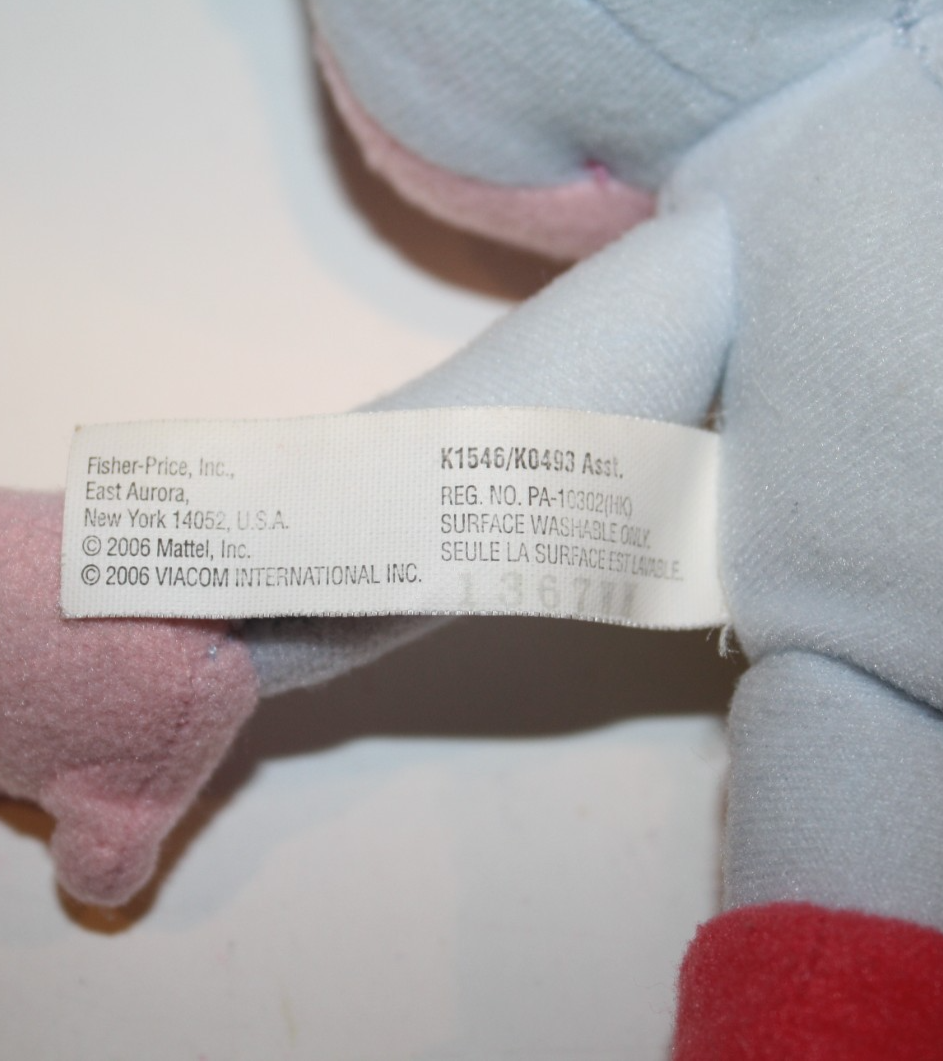 Fisher-Price, Inc.,
East Aurora,
New York 14052, U.S.A.
© 2006 Mattel, Inc.
© 2006 VIACOM INTERNATIONAL INC.
K1546/K0493 Asst.
REG. NO. PA-10302(HK)
SURFACE WASHABLE ONLY.
SEULE LA SURFACE EST LAVABLE.